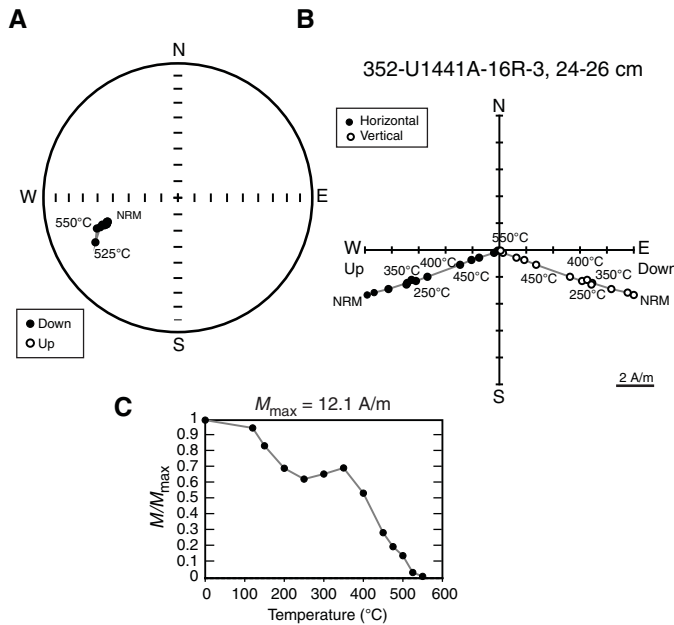 A
N
W
E
S
NRM
550°C
525°C
Down
Up
B
352-U1441A-16R-3, 24-26 cm
Horizontal
Vertical
N
550°C
W
E
Up
Down
400°C
400°C
350°C
350°C
450°C
450°C
250°C
250°C
NRM
NRM
S
2 A/m
C
Mmax = 12.1 A/m
M/Mmax
1
0.9
0.8
0.7
0.6
0.5
0.4
0.3
0.2
0.1
0
0 100 200 300 400 500 600
Temperature (°C)